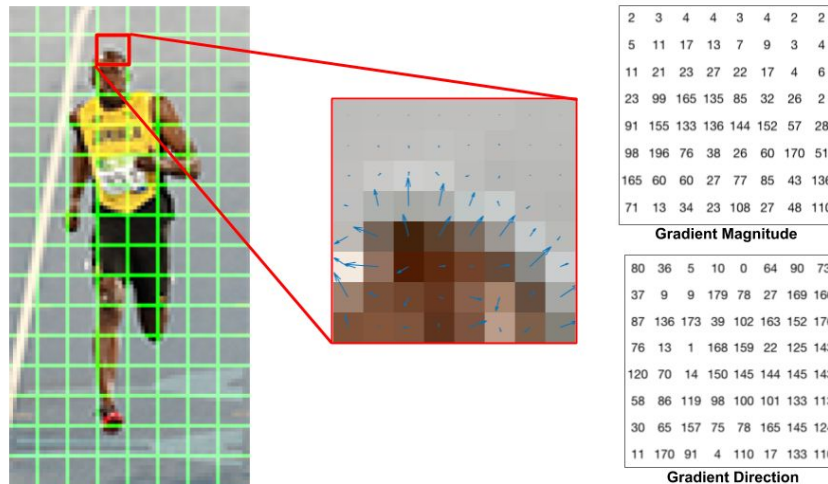 2 3 4 4 3 4 2 2
5 11 17 13 7 9 3 4
11 21 23 27 22 17 4 6
23 99 165 135 85 32 26 2
91 155 133 136 144 152 57 28
98 196 76 38 26 60 170 51
165 60 60 27 77 85 43 136
71 13 34 23 108 27 48 110
Gradient Magnitude
80 36 5 10 0 64 90 73
37 9 9 179 78 27 169 166
87 136 173 39 102 163 152 176
76 13 1 168 159 22 125 143
120 70 14 150 145 144 145 143
58 86 119 98 100 101 133 113
30 65 157 75 78 165 145 124
11 170 91 4 110 17 133 110
Gradient Direction